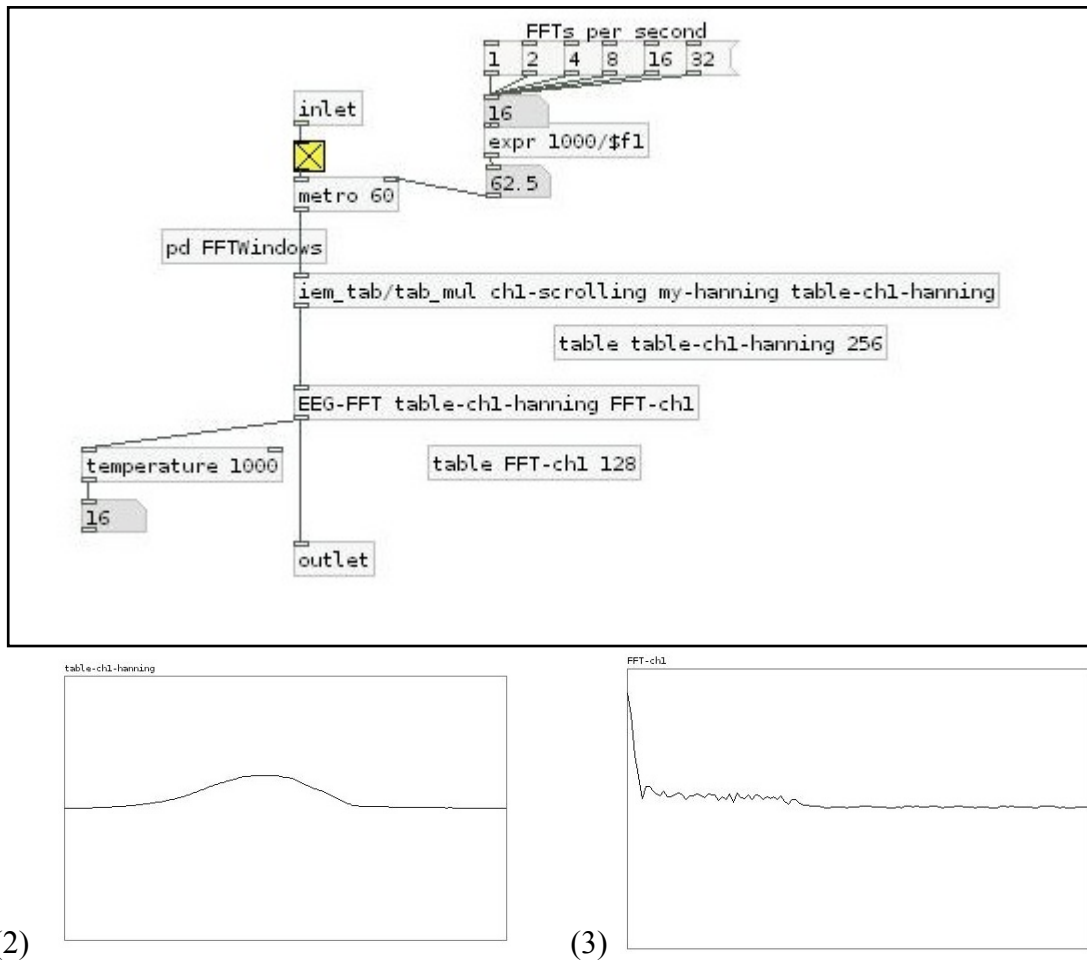 FFTs per second
1 2 4 8 16 32
inlet
16
expr 1000/$f1
62.5
metro 60
pd FFTWindows
iem_tab/tab_mul ch1-scrolling my-hanning table-ch1-hanning
table table-ch1-hanning 256
EEG-FFT table-ch1-hanning FFT-ch1
temperature 1000
table FFT-ch1 128
16
outlet
table-ch1-hanning
FFT-ch1
(2)
(3)